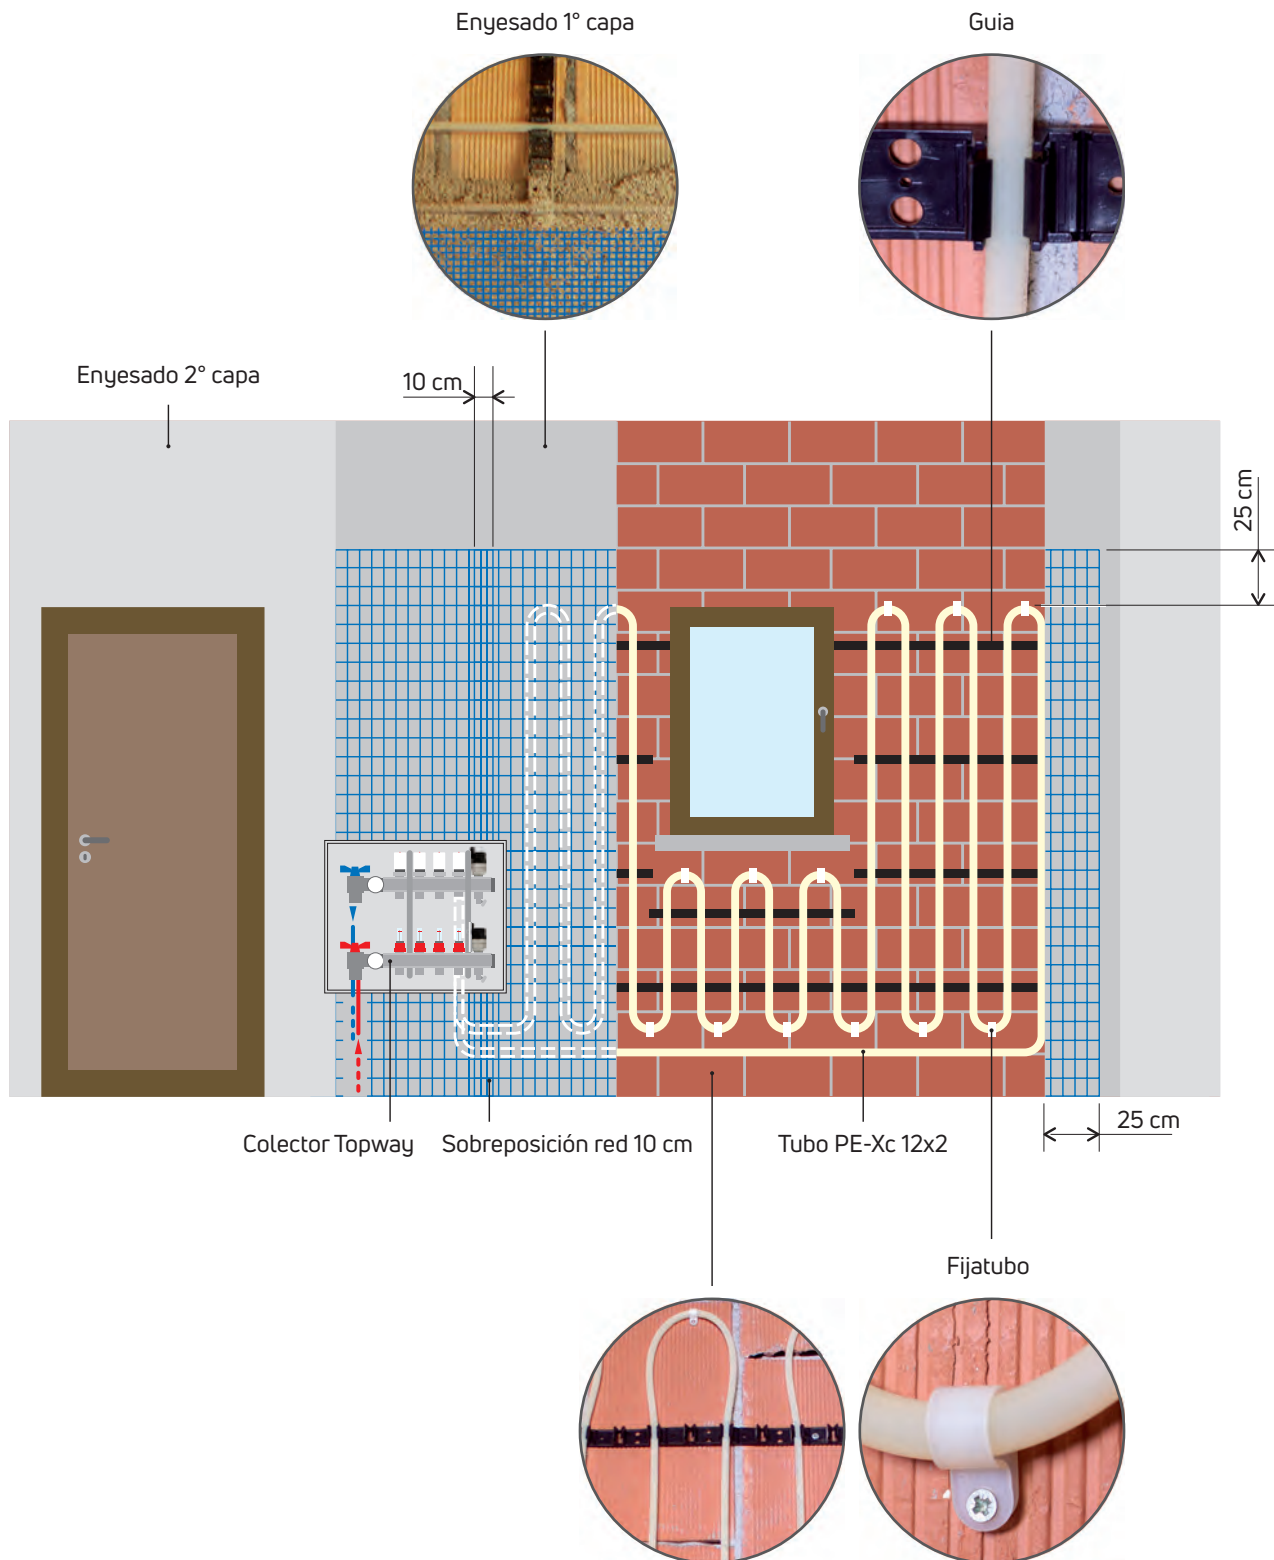 Enyesado 1° capa
Guia
Enyesado 2° capa
10 cm
25 cm
Colector Topway
Sobreposición red 10 cm
Tubo PE-Xc 12x2
25 cm
Fijatubo